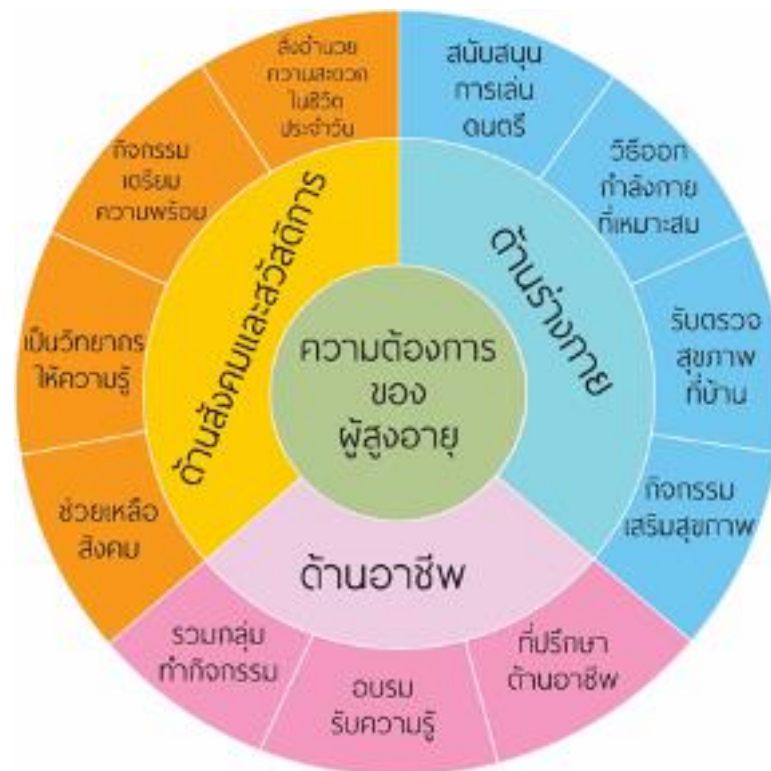 ความต้องการ
ของ
ผู้สูงอายุ
ด้านร่างกาย
สนับสนุน
การเล่น
ดนตรี
วิธีออก
กำลังกาย
ที่เหมาะสม
รับตรวจ
สุขภาพ
ที่บ้าน
กิจกรรม
เสริมสุขภาพ
ด้านอาชีพ
ที่ปรึกษา
ด้านอาชีพ
อบรม
รับความรู้
รวมกลุ่ม
ทำกิจกรรม
ด้านสังคมและสวัสดิการ
ช่วยเหลือ
สังคม
เป็นวิทยากร
ให้ความรู้
กิจกรรม
เตรียม
ความพร้อม
สิ่งอำนวย
ความสะดวก
ในชีวิต
ประจำวัน